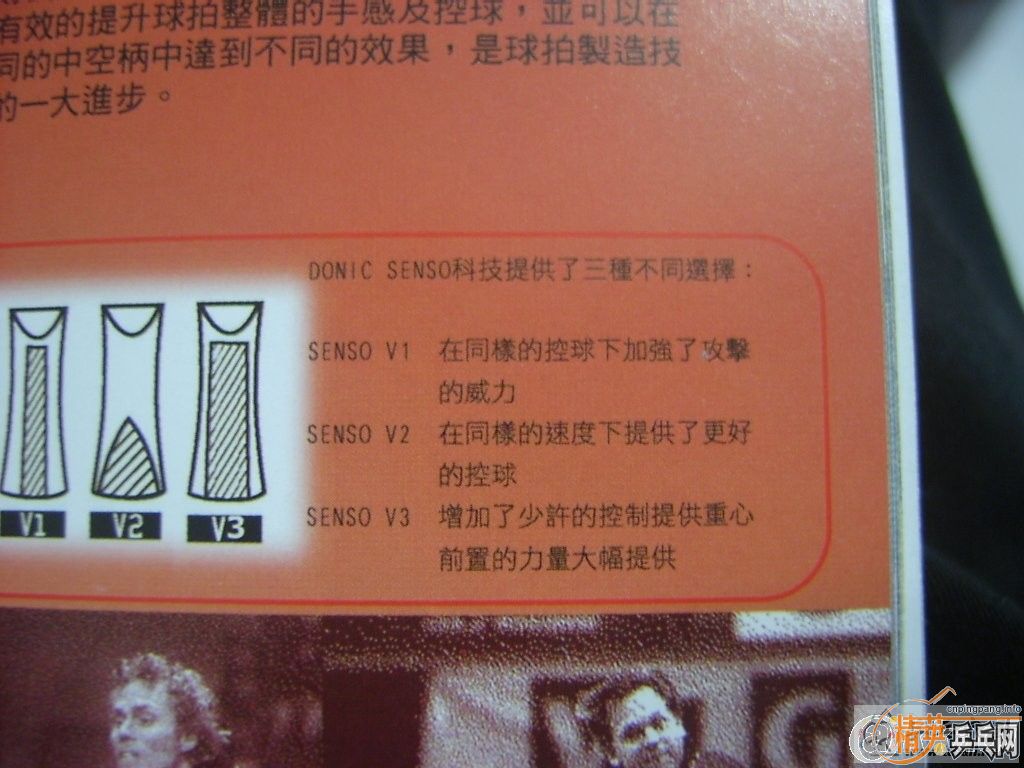 有效的提升球拍整體的手感及控球，並可以在
同的中空柄中達到不同的效果，是球拍製造技
的一大進步。
DONIC SENSO科技提供了三種不同選擇：
SENSO V1 在同樣的控球下加強了攻擊
的威力
SENSO V2 在同樣的速度下提供了更好
的控球
SENSO V3 增加了少許的控制提供重心
前置的力量大幅提供
V1 V2 V3
cnpingpang.info
精英乒乓网